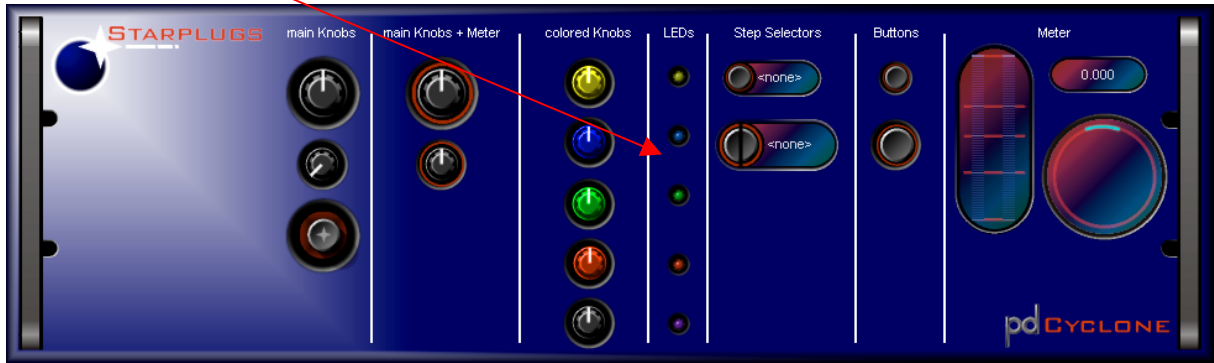 STARPLUGS
main Knobs
main Knobs + Meter
colored Knobs
LEDs
Step Selectors
Buttons
Meter
<none>
0.000
<none>
pd CYCLONE